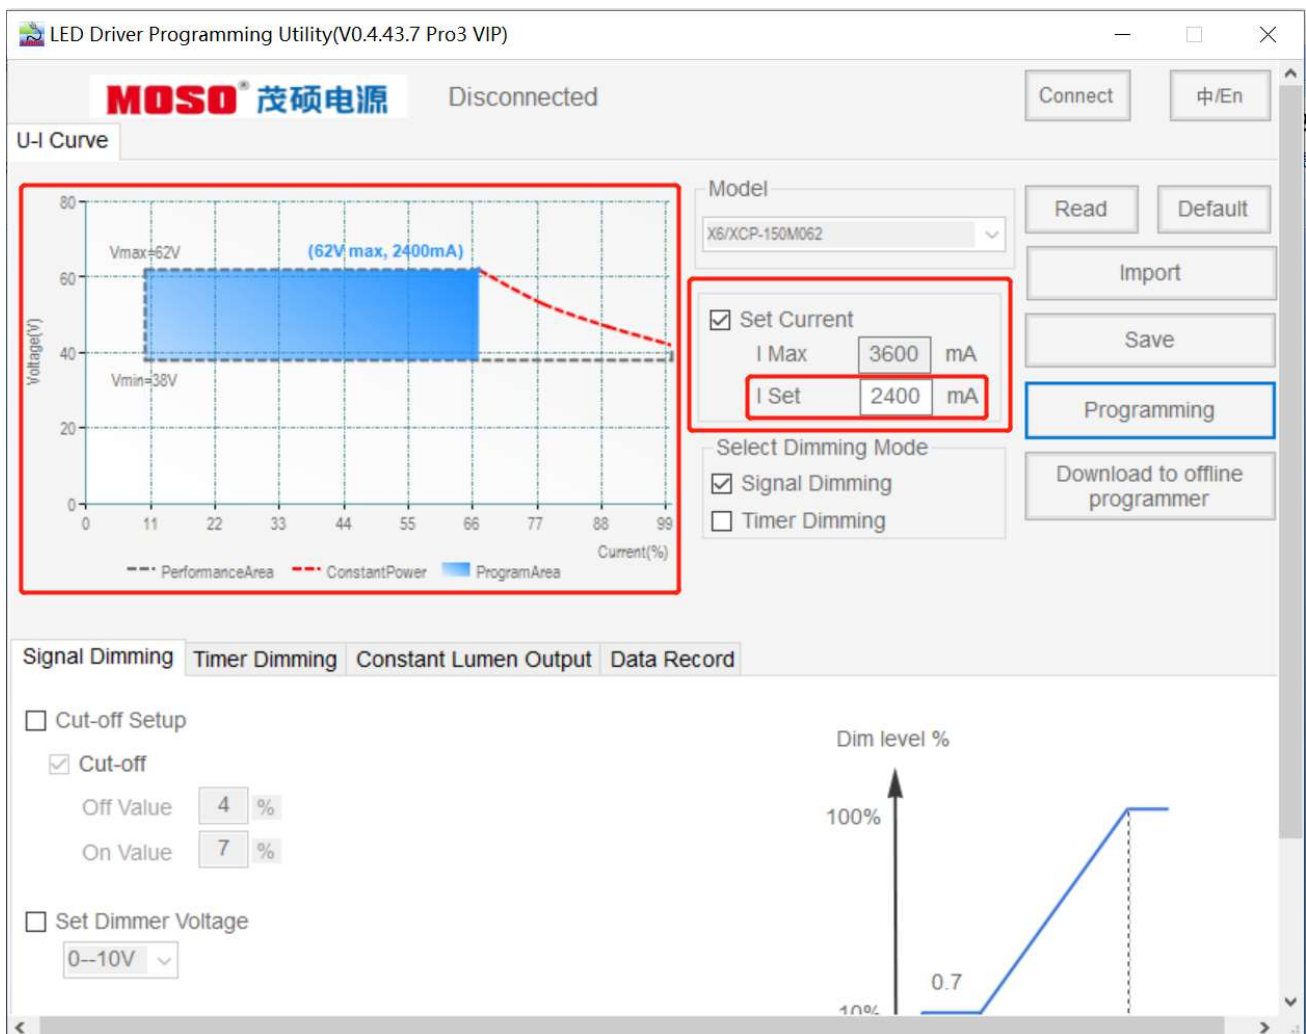 LED Driver Programming Utility(V0.4.43.7 Pro3 VIP)
MOSO® 茂硕电源
Disconnected
Connect
中/En
U-I Curve
80
60
40
20
0
Voltage(V)
Vmax=62V
(62V max, 2400mA)
Vmin=38V
0 11 22 33 44 55 66 77 88 99
Current(%)
PerformanceArea ConstantPower ProgramArea
Model
X6/XCP-150M062
Set Current
I Max 3600 mA
I Set 2400 mA
Select Dimming Mode
Signal Dimming
Timer Dimming
Read
Default
Import
Save
Programming
Download to offline
programmer
Signal Dimming Timer Dimming Constant Lumen Output Data Record
Cut-off Setup
Cut-off
Off Value 4 %
On Value 7 %
Set Dimmer Voltage
0--10V
Dim level %
100%
0.7
10%